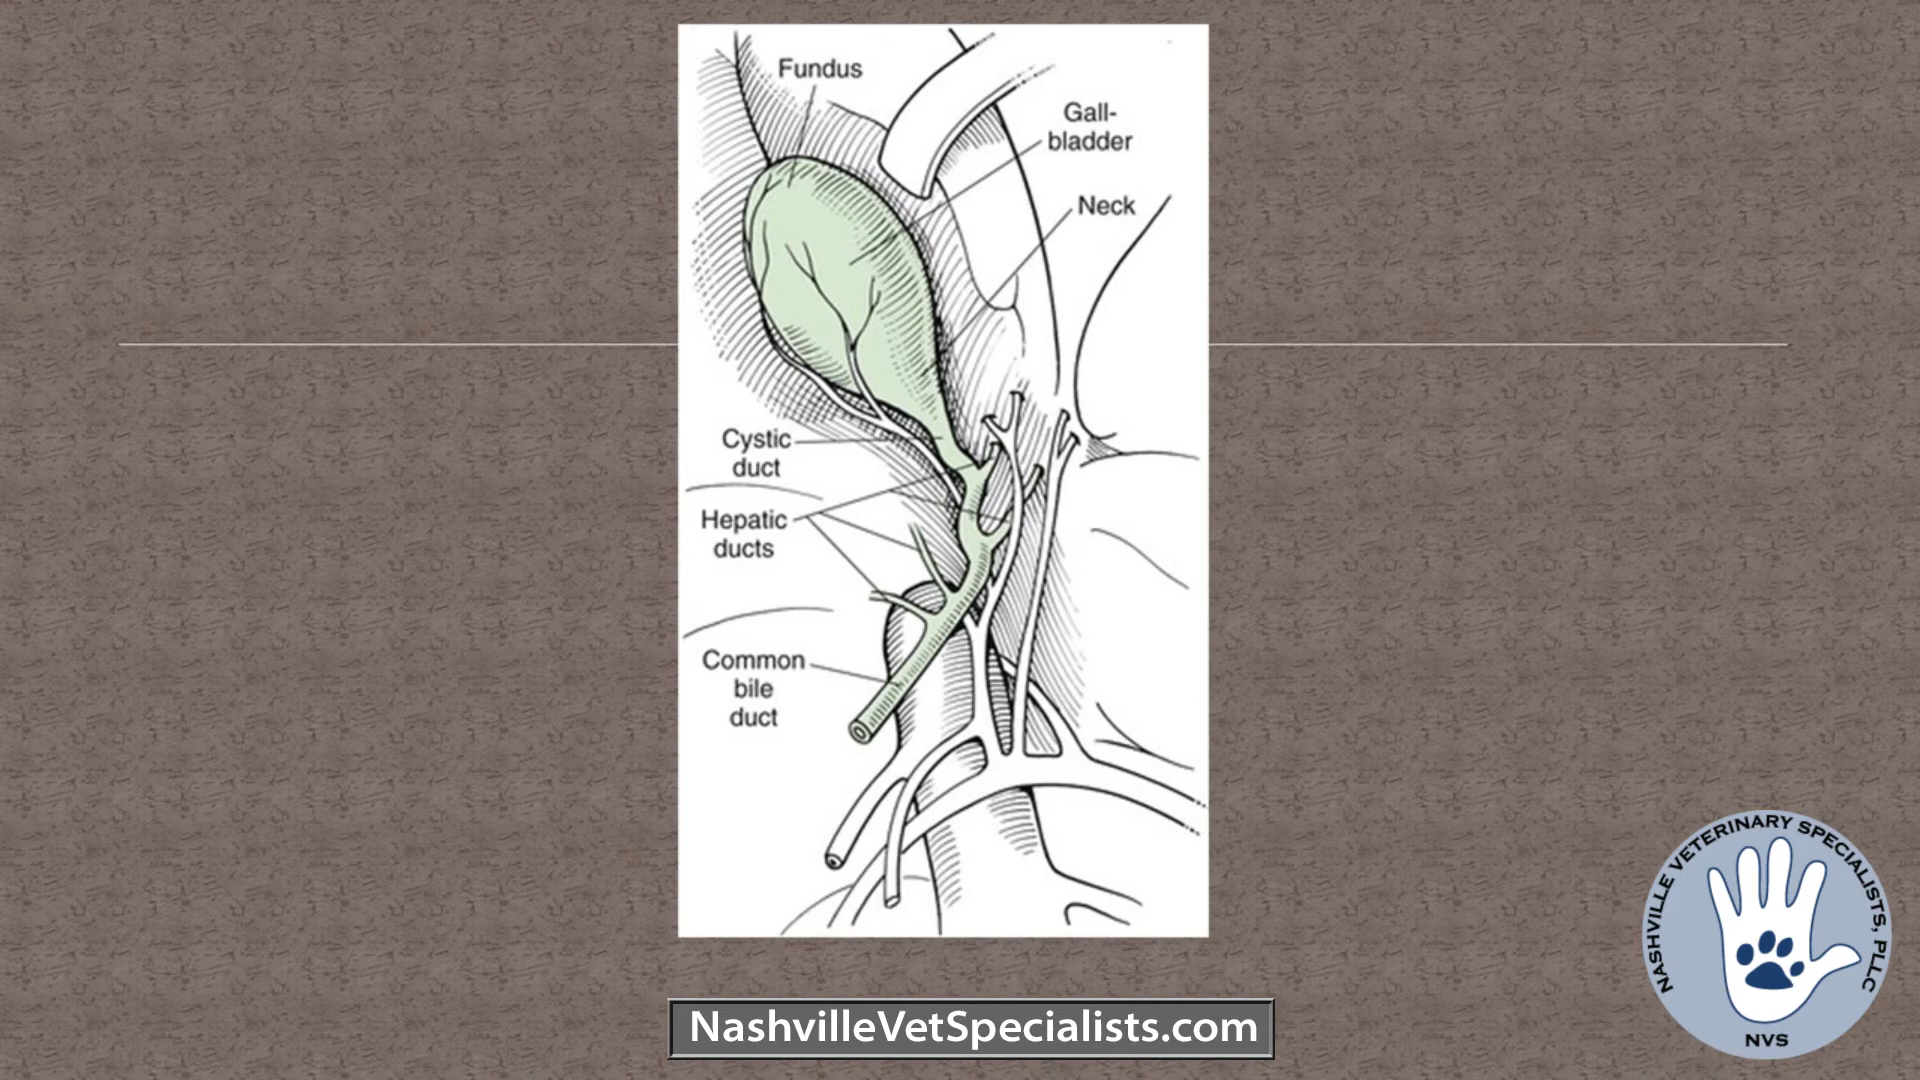 Fundus
Gall-
bladder
Neck
Cystic
duct
Hepatic
ducts
Common
bile
duct
NASHVILLE VETERINARY SPECIALISTS, PLLC
NVS
NashvilleVetSpecialists.com